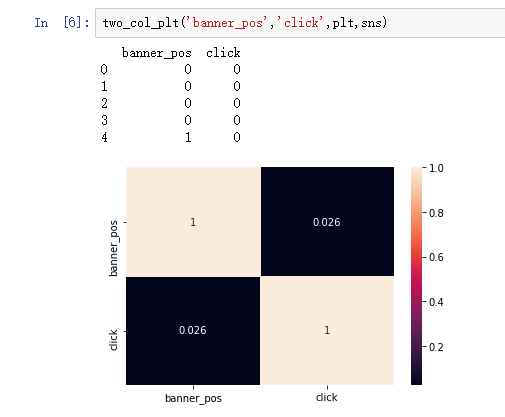 In [6]: two_col_plt('banner_pos','click',plt,sns)
banner_pos click
0 0 0
1 0 0
2 0 0
3 0 0
4 1 0
1.0
0.8
0.6
0.4
0.2
banner_pos
1 0.026
click
0.026 1
banner_pos click